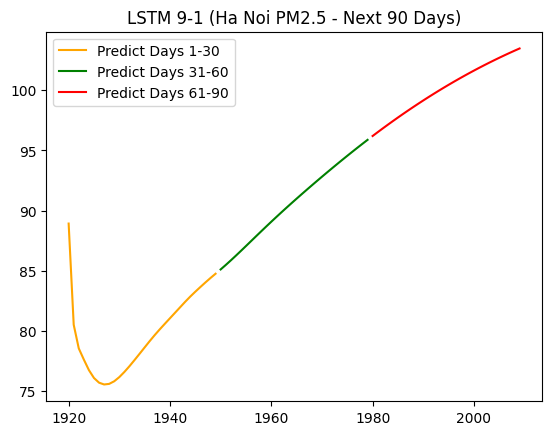 LSTM 9-1 (Ha Noi PM2.5 - Next 90 Days)
Predict Days 1-30
Predict Days 31-60
Predict Days 61-90
100
95
90
85
80
75
1920
1940
1960
1980
2000